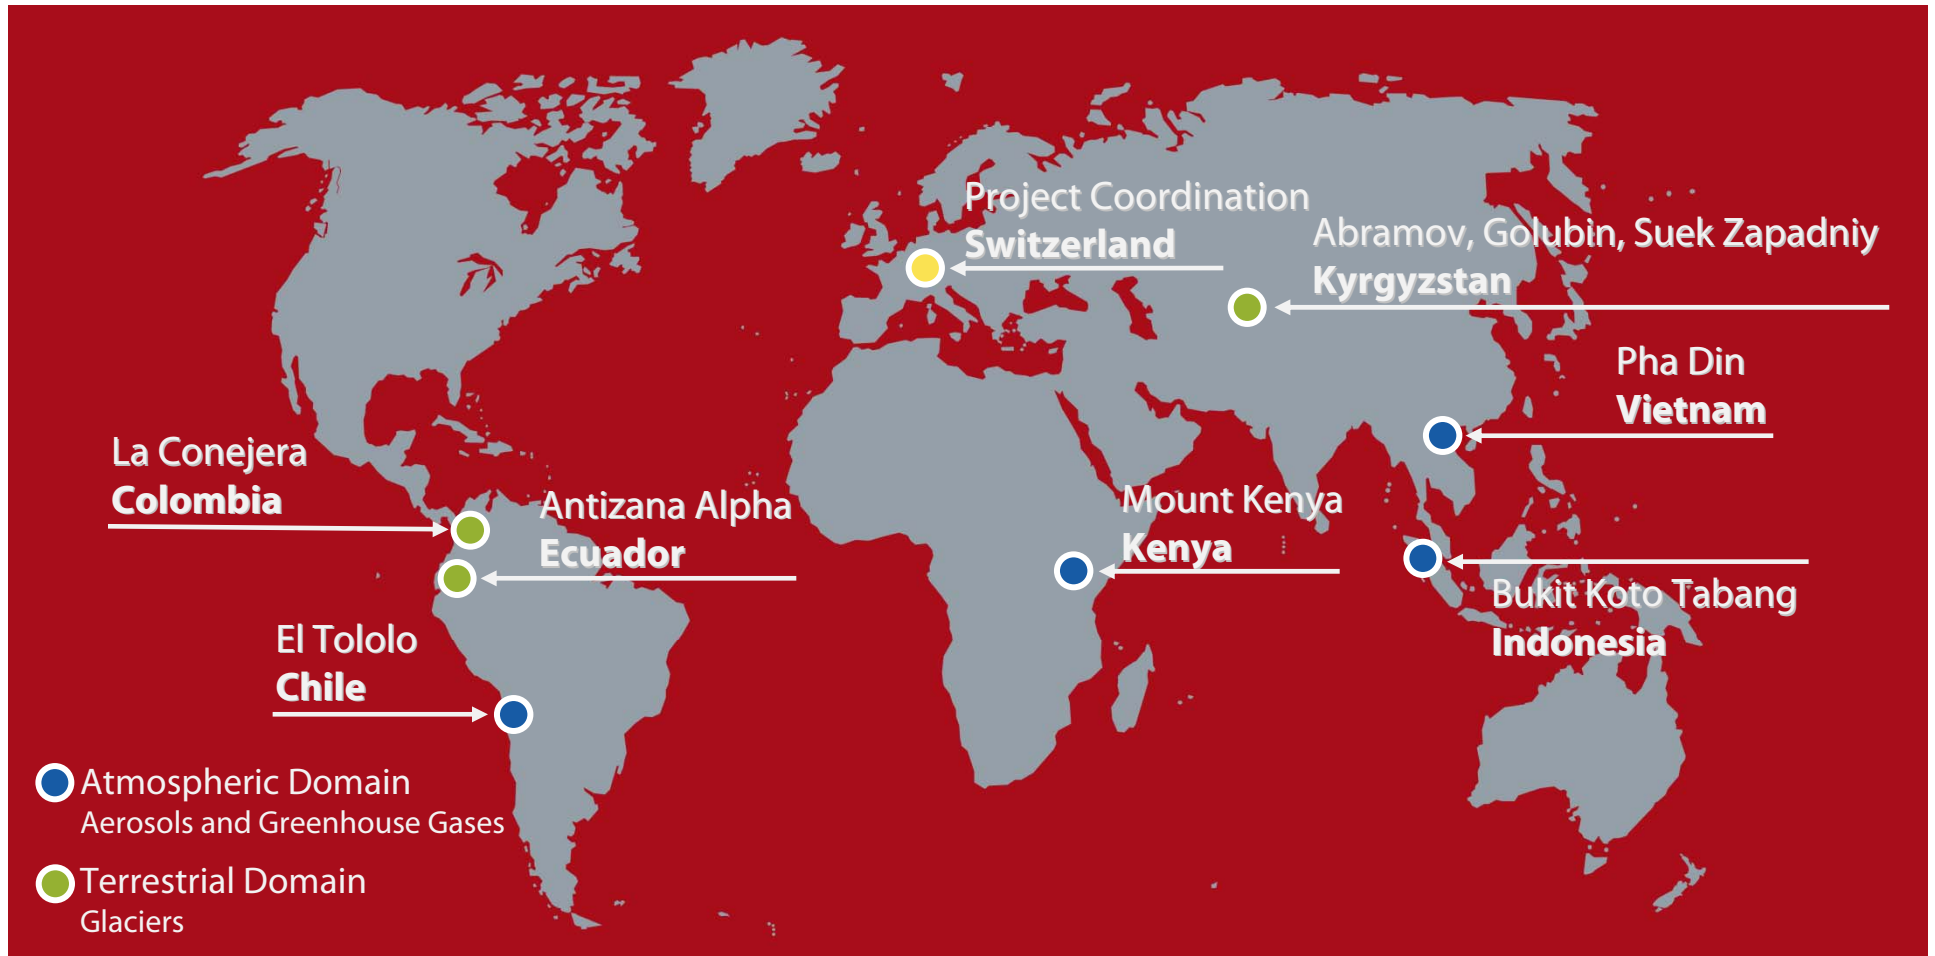 Project Coordination
Switzerland
Abramov, Golubin, Suek Zapadniy
Kyrgyzstan
Pha Din
Vietnam
La Conejera
Colombia
Antizana Alpha
Ecuador
Mount Kenya
Kenya
Bukit Koto Tabang
Indonesia
El Tololo
Chile
Atmospheric Domain
Aerosols and Greenhouse Gases
Terrestrial Domain
Glaciers